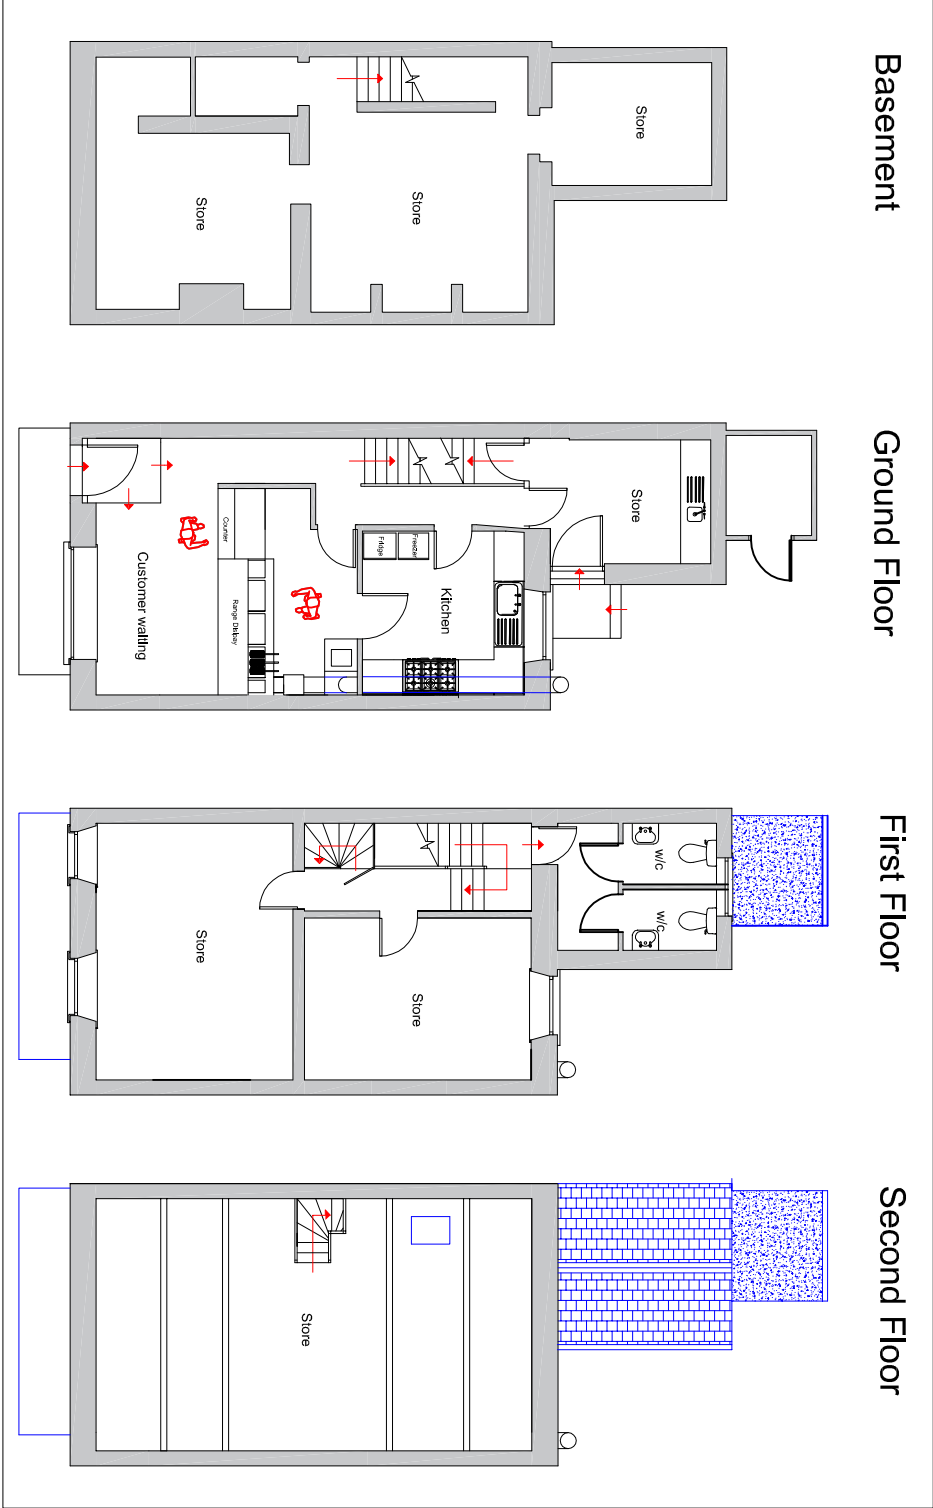 Basement
Store
Store
Store
Ground Floor
Store
Freezer
Fridge
Kitchen
Counter
Range Dislpay
Customer waiting
First Floor
w/c
w/c
Store
Store
Second Floor
Store